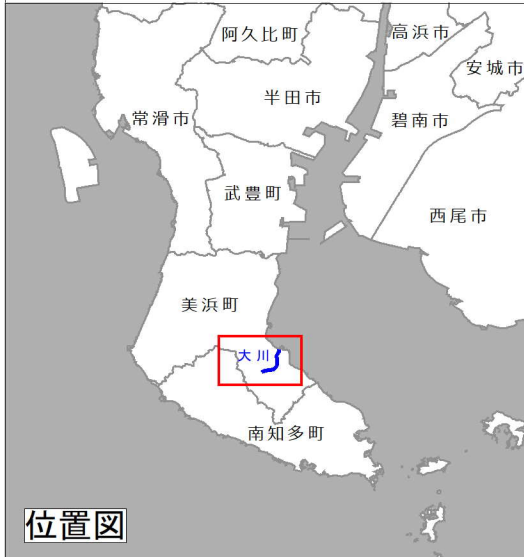 阿久比町
高浜市
安城市
半田市
常滑市
碧南市
武豊町
西尾市
美浜町
大川
南知多町
位置図